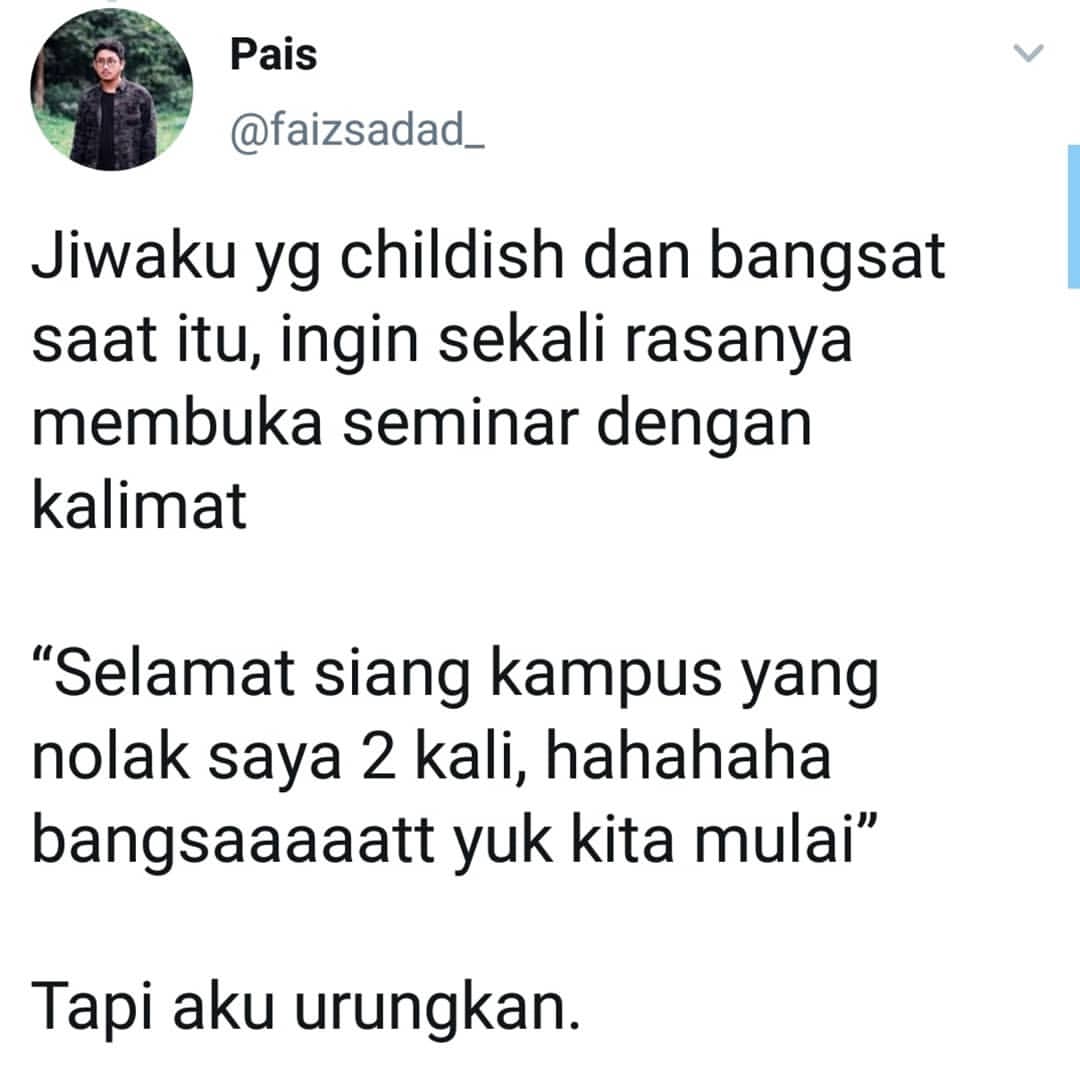 Pais
@faizsadad_
Jiwaku yg childish dan bangsat
saat itu, ingin sekali rasanya
membuka seminar dengan
kalimat
“Selamat siang kampus yang
nolak saya 2 kali, hahahaha
bangsaaaaatt yuk kita mulai”
Tapi aku urungkan.